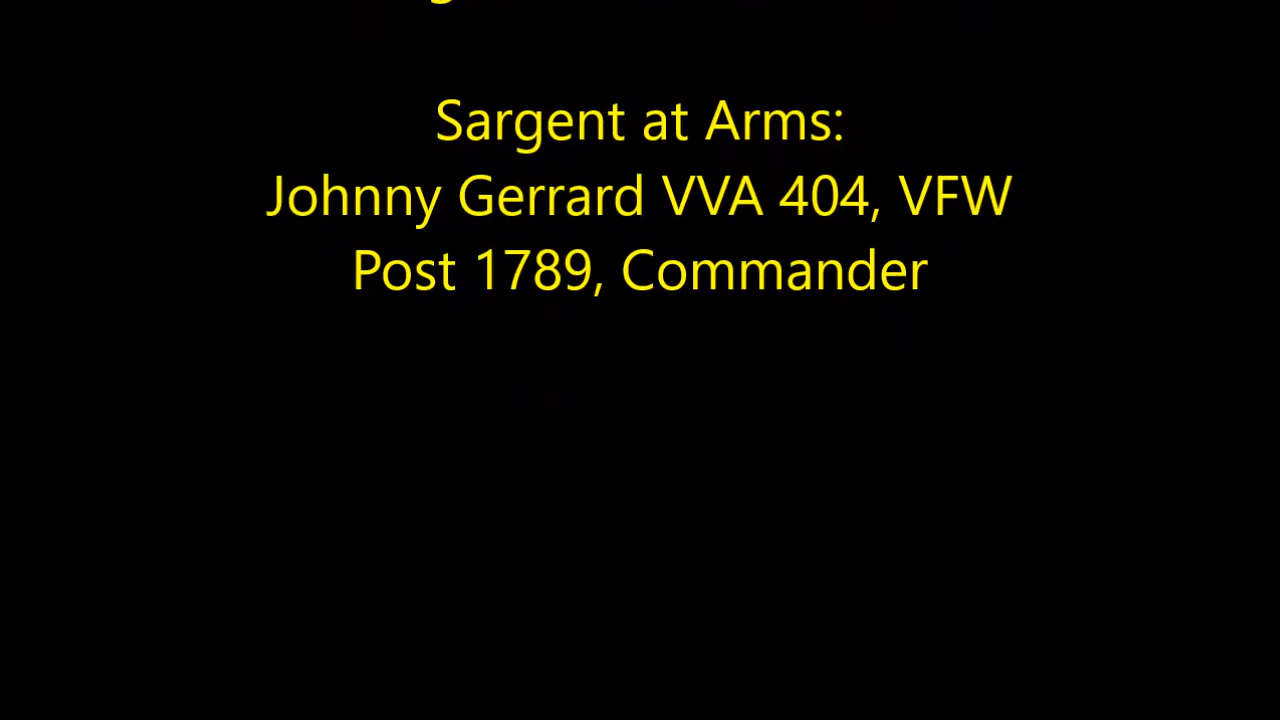 Sargent at Arms:
Johnny Gerrard VVA 404, VFW
Post 1789, Commander